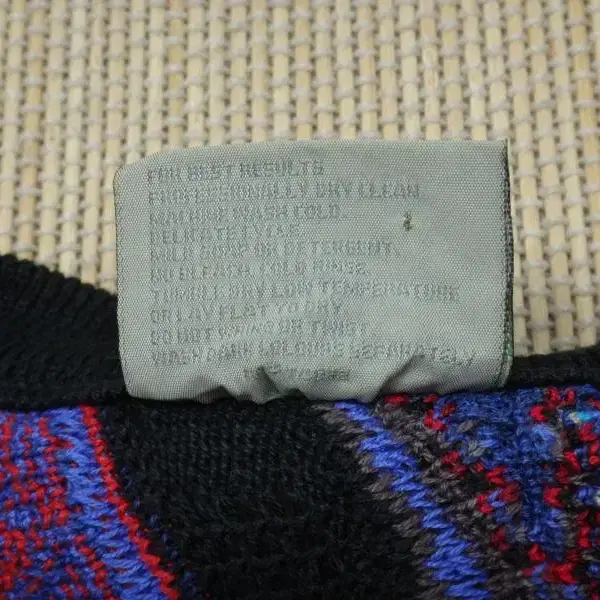 FOR BEST RESULTS
PROFESSIONALLY DRY CLEAN.
MACHINE WASH COLD.
DELICATE CYCLE.
MILD SOAP OR DETERGENT.
NO BLEACH. COLD RINSE.
TUMBLE DRY LOW TEMPERATURE
OR LAY FLAT TO DRY.
DO NOT WRING OR TWIST.
WASH DARK COLOURS SEPARATELY